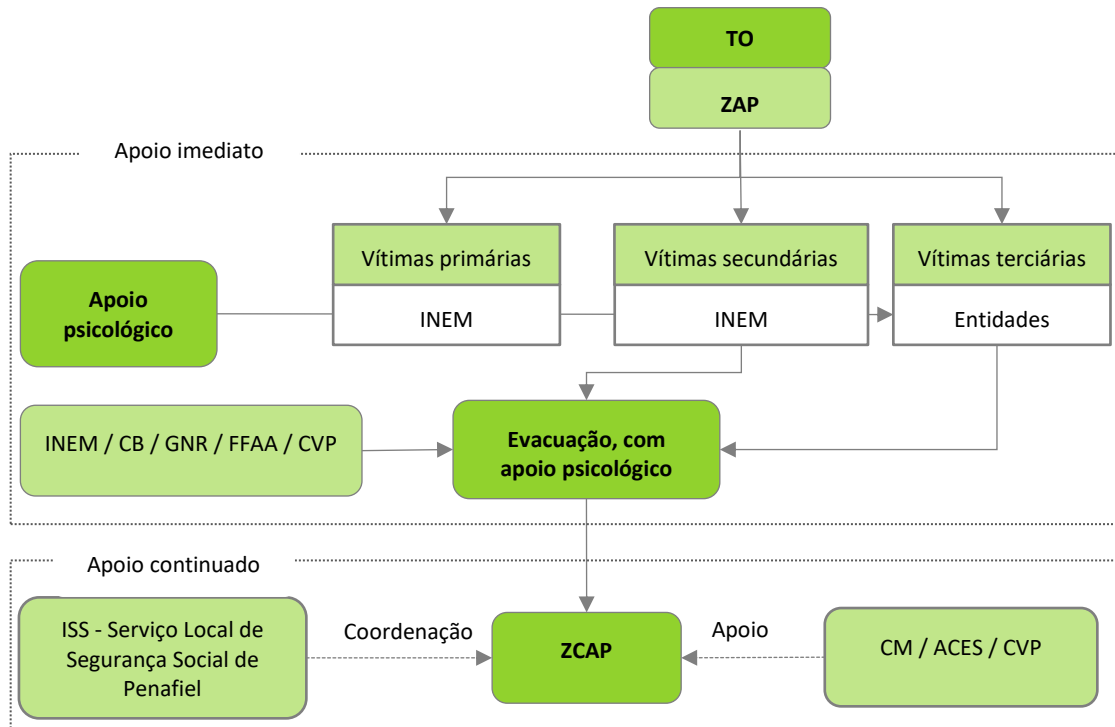 TO
ZAP
Apoio imediato
Vítimas primárias
Vítimas secundárias
Vítimas terciárias
Apoio
psicológico
INEM
INEM
Entidades
INEM / CB / GNR / FFAA / CVP
Evacuação, com
apoio psicológico
Apoio continuado
ISS - Serviço Local de
Segurança Social de
Penafiel
Coordenação
ZCAP
Apoio
CM / ACES / CVP